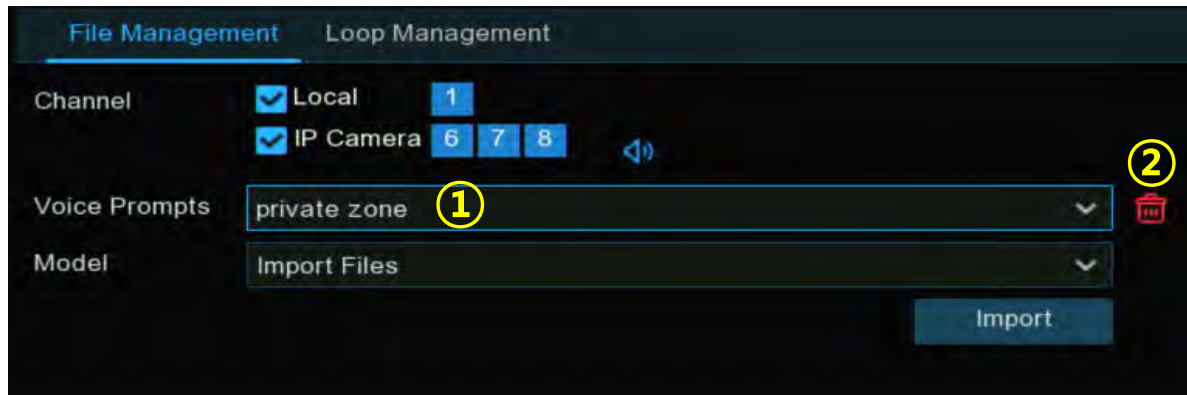 File Management Loop Management
Channel Local 1
IP Camera 6 7 8
②
Voice Prompts private zone ①
Model Import Files
Import